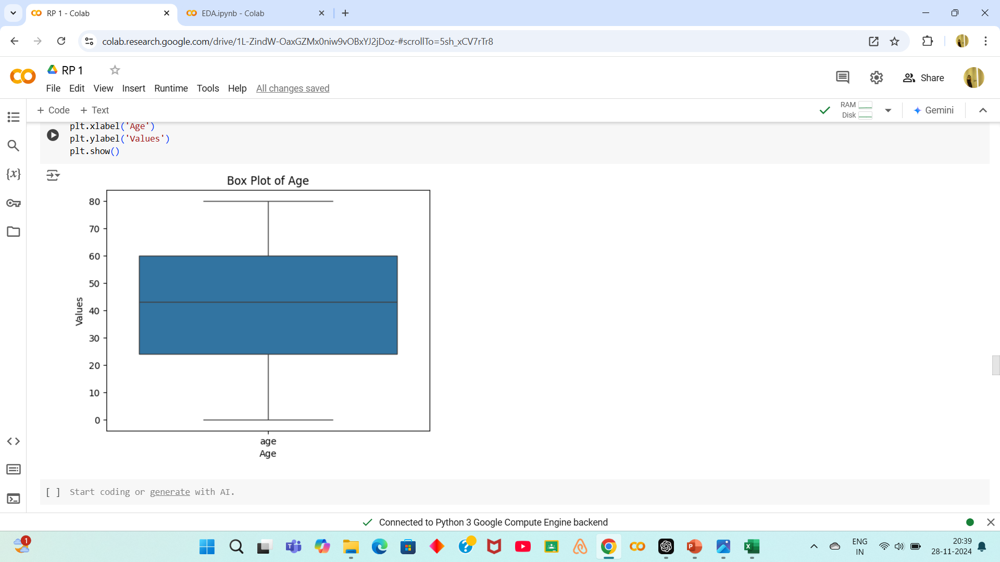 RP 1 - Colab
EDA.ipynb - Colab
colab.research.google.com/drive/1L-ZindW-OaxGZMx0niw9vOBxYJ2jDoz-#scrollTo=5sh_xCV7rTr8
RP 1
File Edit View Insert Runtime Tools Help All changes saved
Share
+ Code + Text
RAM
Disk
Gemini
plt.xlabel('Age')
plt.ylabel('Values')
plt.show()
{x}
Box Plot of Age
80
70
60
50
40
30
20
10
0
Values
age
Age
[ ] Start coding or generate with AI.
Connected to Python 3 Google Compute Engine backend
1
ENG
IN
20:39
28-11-2024